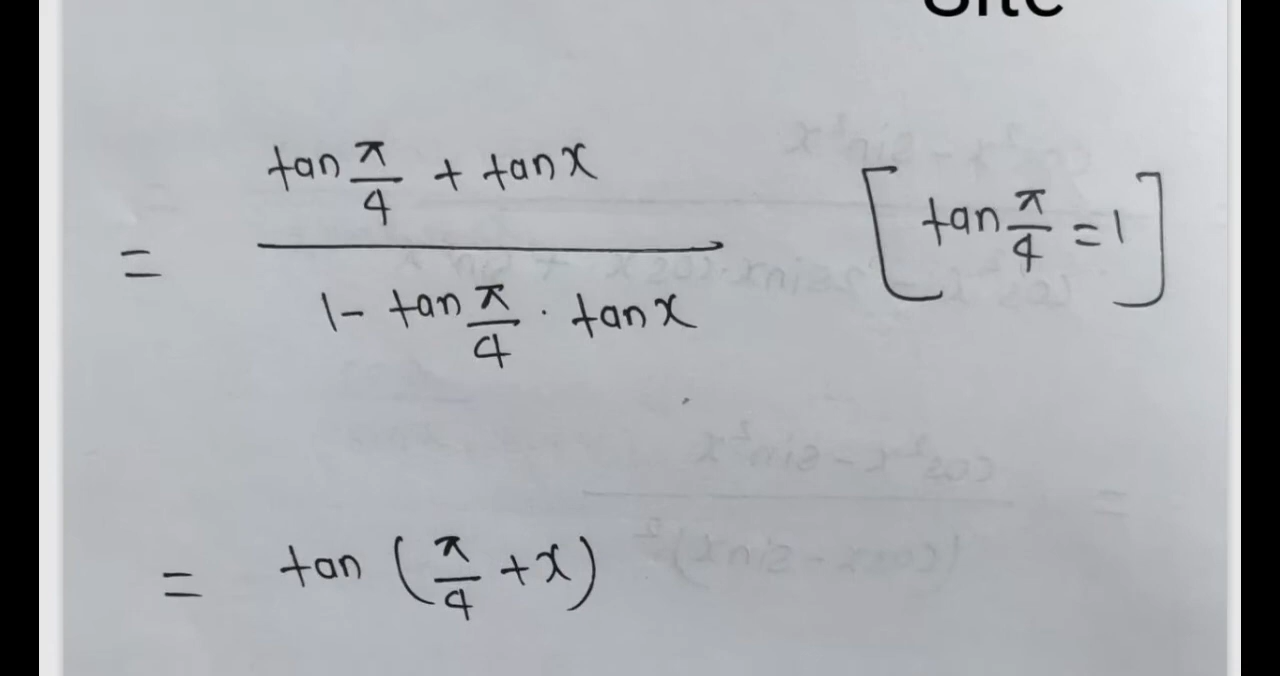 = (tan π/4 + tan x) / (1 - tan π/4 · tan x) [tan π/4 = 1]
= tan (π/4 + x)